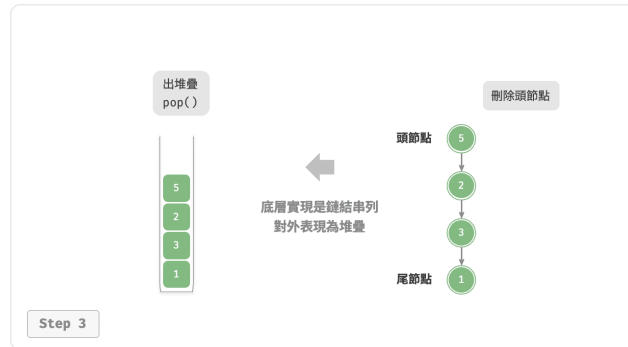 出堆疊
pop()
5
2
3
1
底層實現是鏈結串列
對外表現為堆疊
刪除頭節點
頭節點
5
2
3
尾節點
1
Step 3